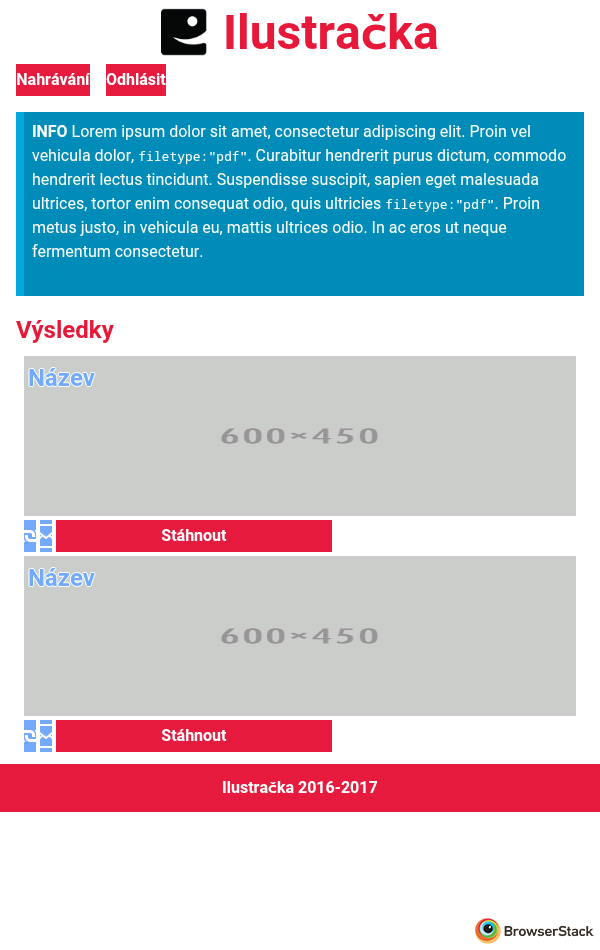 Ilustračka
Nahrávání Odhlásit
INFO Lorem ipsum dolor sit amet, consectetur adipiscing elit. Proin vel
vehicula dolor, filetype:"pdf". Curabitur hendrerit purus dictum, commodo
hendrerit lectus tincidunt. Suspendisse suscipit, sapien eget malesuada
ultrices, tortor enim consequat odio, quis ultricies filetype:"pdf". Proin
metus justo, in vehicula eu, mattis ultrices odio. In ac eros ut neque
fermentum consectetur.
Výsledky
Název
600×450
Stáhnout
Název
600×450
Stáhnout
Ilustračka 2016-2017
BrowserStack